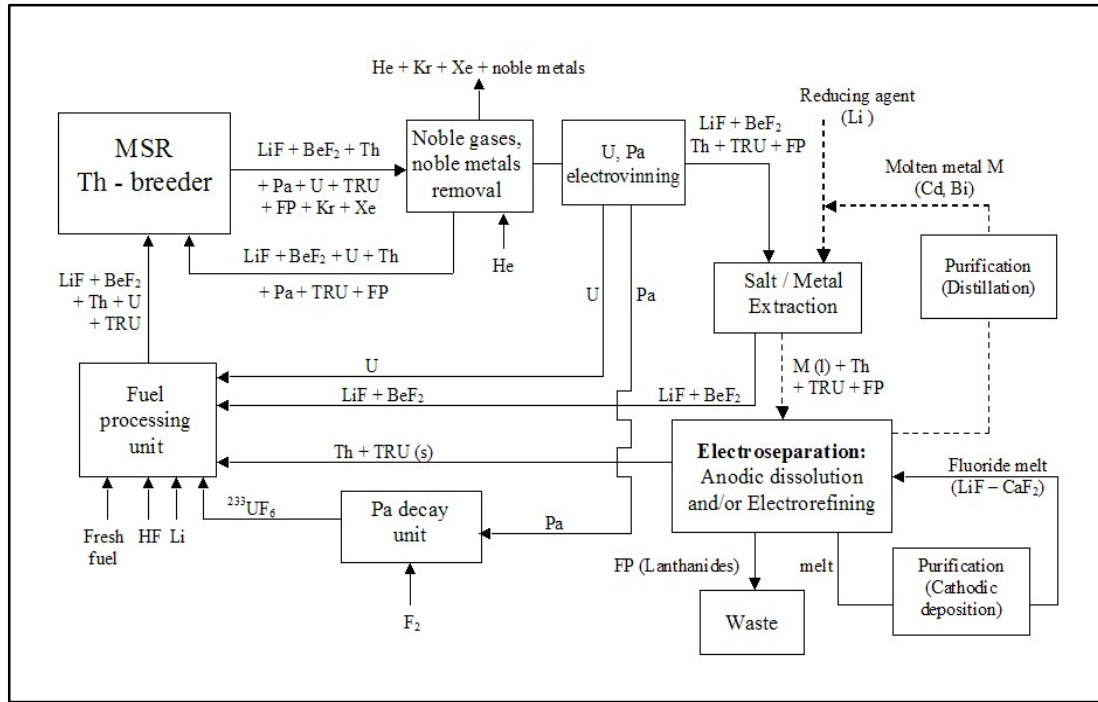 He + Kr + Xe + noble metals
MSR
Th - breeder
LiF + BeF₂ + Th
+ Pa + U + TRU
+ FP + Kr + Xe
Noble gases,
noble metals
removal
U, Pa
electrovinning
LiF + BeF₂
Th + TRU + FP
Reducing agent
(Li )
Molten metal M
(Cd, Bi)
LiF + BeF₂ + U + Th
+ Pa + TRU + FP
He
LiF + BeF₂
+ Th + U
+ TRU
U
Pa
Salt / Metal
Extraction
Purification
(Distillation)
U
LiF + BeF₂
LiF + BeF₂
M (l) + Th
+ TRU + FP
Fuel
processing
unit
Th + TRU (s)
Electroseparation:
Anodic dissolution
and/or Electrorefining
Fluoride melt
(LiF – CaF₂)
²³³UF₆
Pa decay
unit
Pa
Fresh
fuel
HF
Li
F₂
FP (Lanthanides)
melt
Purification
(Cathodic
deposition)
Waste